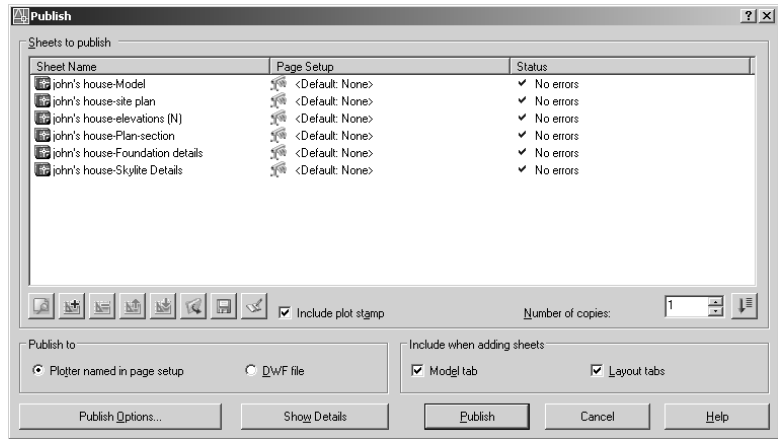 Publish
Sheets to publish
Sheet Name Page Setup Status
john's house-Model <Default: None> No errors
john's house-site plan <Default: None> No errors
john's house-elevations (N) <Default: None> No errors
john's house-Plan-section <Default: None> No errors
john's house-Foundation details <Default: None> No errors
john's house-Skylite Details <Default: None> No errors
Include plot stamp Number of copies: 1
Publish to
Plotter named in page setup DWF file
Include when adding sheets
Model tab Layout tabs
Publish Options... Show Details Publish Cancel Help